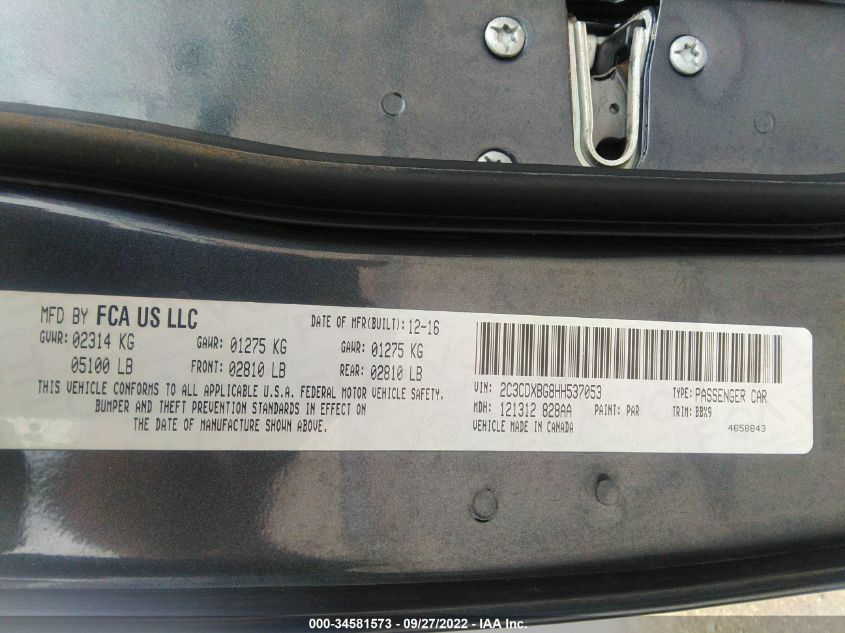 MFD BY FCA US LLC
DATE OF MFR(BUILT): 12-16
GVWR: 02314 KG GAWR: 01275 KG GAWR: 01275 KG
05100 LB FRONT: 02810 LB REAR: 02810 LB
THIS VEHICLE CONFORMS TO ALL APPLICABLE U.S.A. FEDERAL MOTOR VEHICLE SAFETY,
BUMPER AND THEFT PREVENTION STANDARDS IN EFFECT ON
THE DATE OF MANUFACTURE SHOWN ABOVE.
VIN: 2C3CDXBG8HH537053 TYPE: PASSENGER CAR
MDH: 121312 828AA PAINT: PAR TRIM: BBX9
VEHICLE MADE IN CANADA 4658843
000-34581573 - 09/27/2022 - IAA Inc.